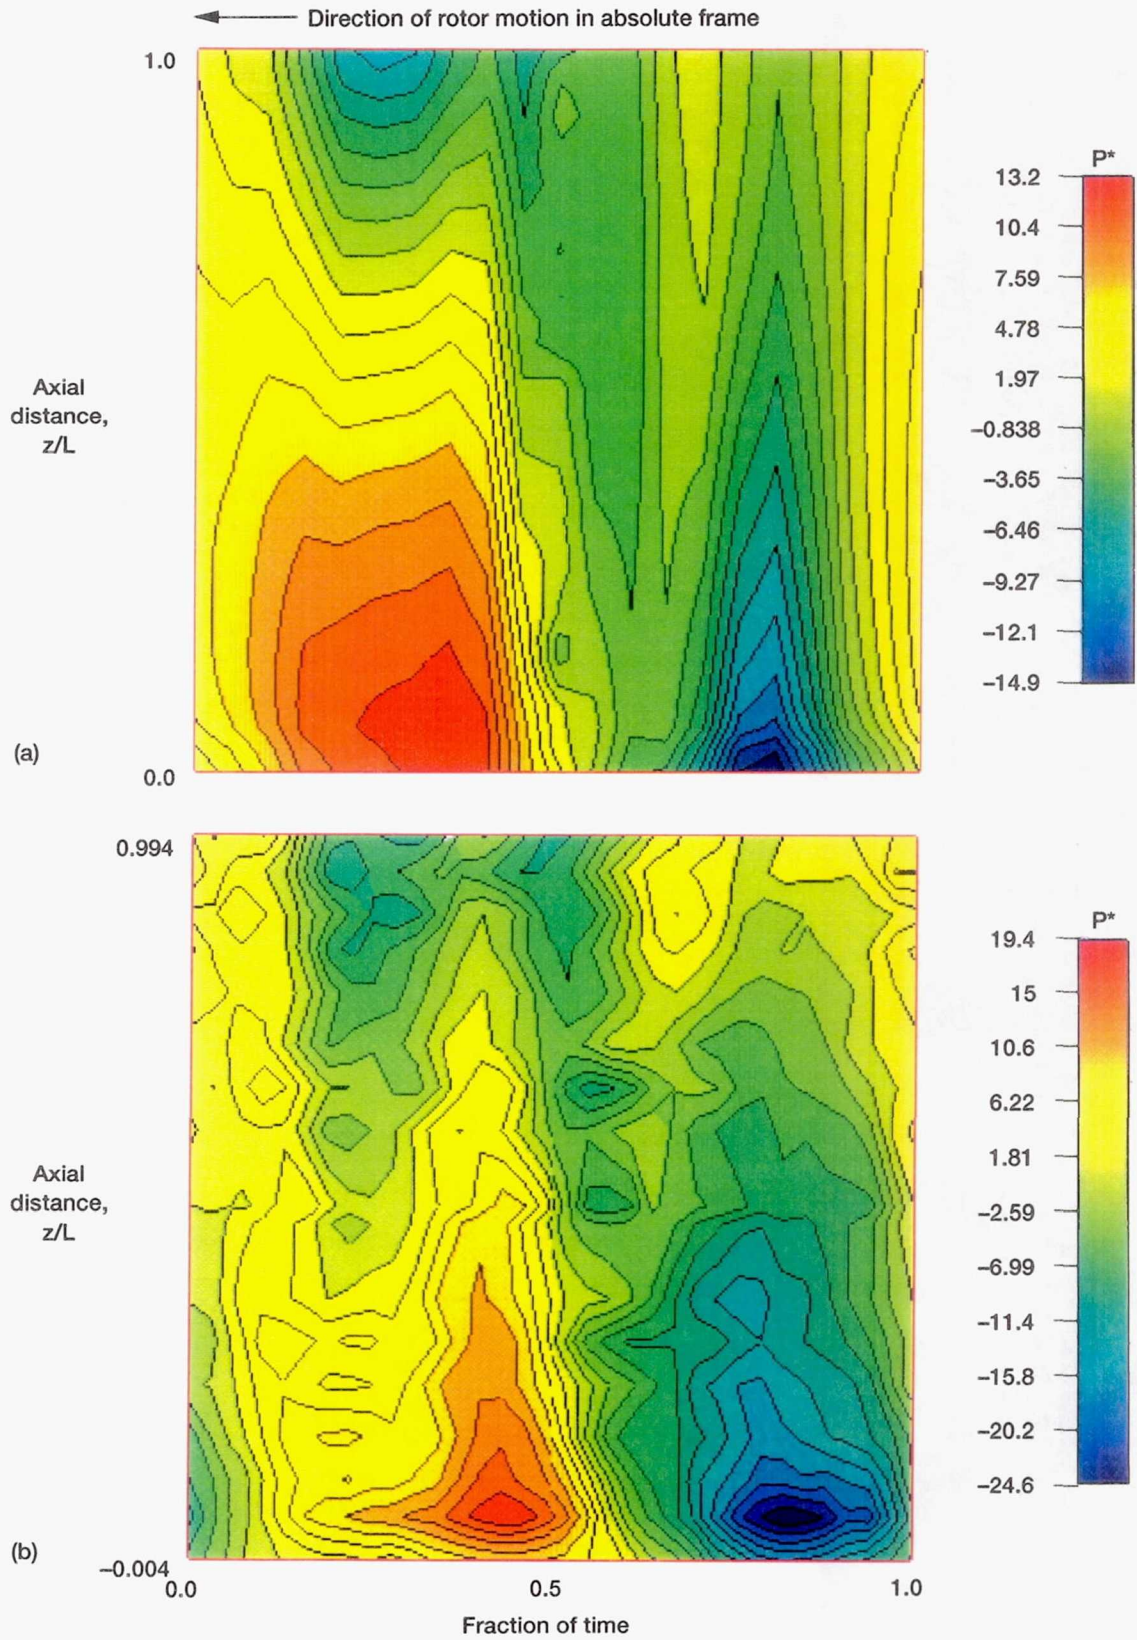 Direction of rotor motion in absolute frame
1.0
P*
13.2
10.4
7.59
4.78
1.97
−0.838
−3.65
−6.46
−9.27
−12.1
−14.9
Axial
distance,
z/L
(a)
0.0
0.994
P*
19.4
15
10.6
6.22
1.81
−2.59
−6.99
−11.4
−15.8
−20.2
−24.6
Axial
distance,
z/L
(b)
−0.004
0.0
0.5
1.0
Fraction of time